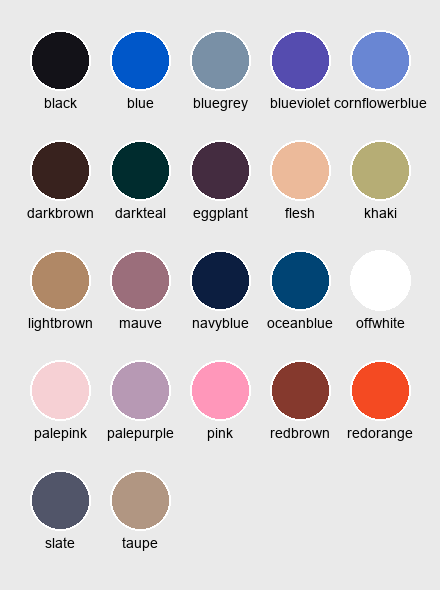 black blue bluegrey blueviolet cornflowerblue
darkbrown darkteal eggplant flesh khaki
lightbrown mauve navyblue oceanblue offwhite
palepink palepurple pink redbrown redorange
slate taupe